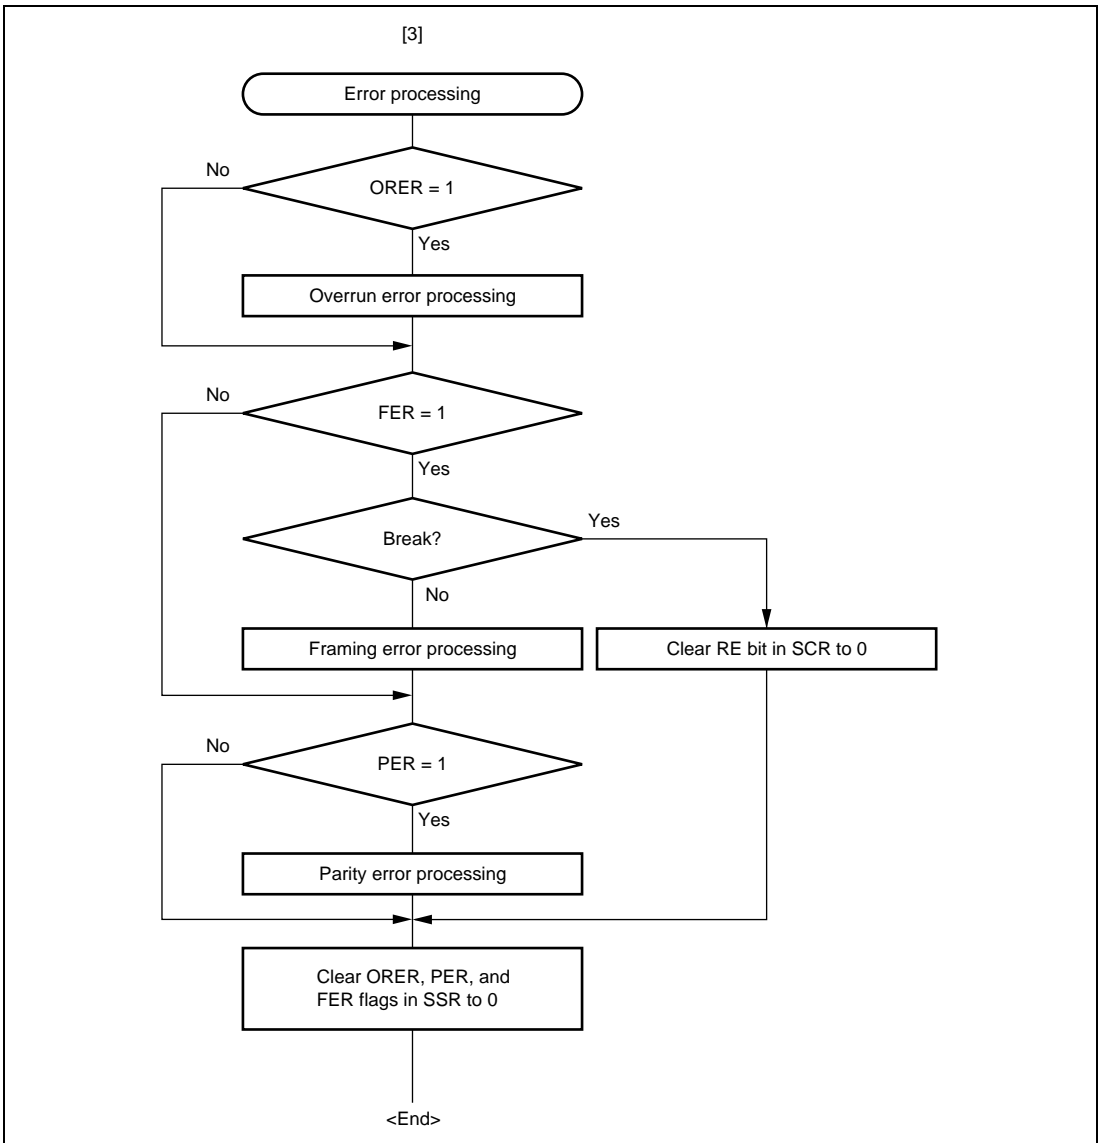 [3]
Error processing
No
ORER = 1
Yes
Overrun error processing
No
FER = 1
Yes
Break?
Yes
No
Framing error processing
Clear RE bit in SCR to 0
No
PER = 1
Yes
Parity error processing
Clear ORER, PER, and
FER flags in SSR to 0
<End>